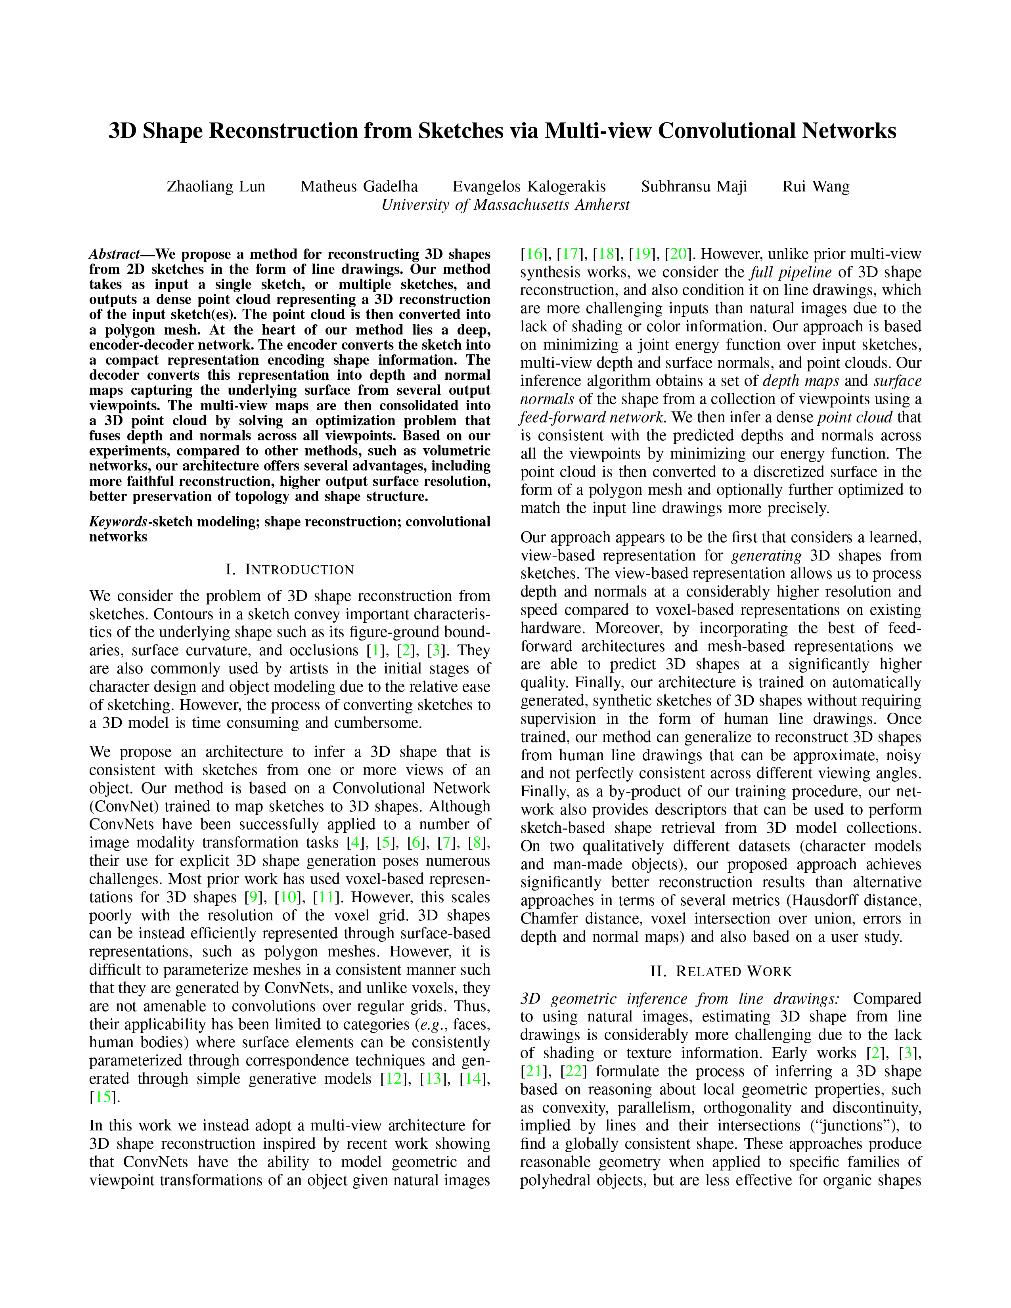 3D Shape Reconstruction from Sketches via Multi-view Convolutional Networks
Zhaoliang Lun Matheus Gadelha Evangelos Kalogerakis Subhransu Maji Rui Wang
University of Massachusetts Amherst
Abstract—We propose a method for reconstructing 3D shapes
from 2D sketches in the form of line drawings. Our method
takes as input a single sketch, or multiple sketches, and
outputs a dense point cloud representing a 3D reconstruction
of the input sketch(es). The point cloud is then converted into
a polygon mesh. At the heart of our method lies a deep,
encoder-decoder network. The encoder converts the sketch into
a compact representation encoding shape information. The
decoder converts this representation into depth and normal
maps capturing the underlying surface from several output
viewpoints. The multi-view maps are then consolidated into
a 3D point cloud by solving an optimization problem that
fuses depth and normals across all viewpoints. Based on our
experiments, compared to other methods, such as volumetric
networks, our architecture offers several advantages, including
more faithful reconstruction, higher output surface resolution,
better preservation of topology and shape structure.
Keywords-sketch modeling; shape reconstruction; convolutional
networks
I. INTRODUCTION
We consider the problem of 3D shape reconstruction from
sketches. Contours in a sketch convey important characteris-
tics of the underlying shape such as its figure-ground bound-
aries, surface curvature, and occlusions [1], [2], [3]. They
are also commonly used by artists in the initial stages of
character design and object modeling due to the relative ease
of sketching. However, the process of converting sketches to
a 3D model is time consuming and cumbersome.
We propose an architecture to infer a 3D shape that is
consistent with sketches from one or more views of an
object. Our method is based on a Convolutional Network
(ConvNet) trained to map sketches to 3D shapes. Although
ConvNets have been successfully applied to a number of
image modality transformation tasks [4], [5], [6], [7], [8],
their use for explicit 3D shape generation poses numerous
challenges. Most prior work has used voxel-based represen-
tations for 3D shapes [9], [10], [11]. However, this scales
poorly with the resolution of the voxel grid. 3D shapes
can be instead efficiently represented through surface-based
representations, such as polygon meshes. However, it is
difficult to parameterize meshes in a consistent manner such
that they are generated by ConvNets, and unlike voxels, they
are not amenable to convolutions over regular grids. Thus,
their applicability has been limited to categories (e.g., faces,
human bodies) where surface elements can be consistently
parameterized through correspondence techniques and gen-
erated through simple generative models [12], [13], [14],
[15].
In this work we instead adopt a multi-view architecture for
3D shape reconstruction inspired by recent work showing
that ConvNets have the ability to model geometric and
viewpoint transformations of an object given natural images
[16], [17], [18], [19], [20]. However, unlike prior multi-view
synthesis works, we consider the full pipeline of 3D shape
reconstruction, and also condition it on line drawings, which
are more challenging inputs than natural images due to the
lack of shading or color information. Our approach is based
on minimizing a joint energy function over input sketches,
multi-view depth and surface normals, and point clouds. Our
inference algorithm obtains a set of depth maps and surface
normals of the shape from a collection of viewpoints using a
feed-forward network. We then infer a dense point cloud that
is consistent with the predicted depths and normals across
all the viewpoints by minimizing our energy function. The
point cloud is then converted to a discretized surface in the
form of a polygon mesh and optionally further optimized to
match the input line drawings more precisely.
Our approach appears to be the first that considers a learned,
view-based representation for generating 3D shapes from
sketches. The view-based representation allows us to process
depth and normals at a considerably higher resolution and
speed compared to voxel-based representations on existing
hardware. Moreover, by incorporating the best of feed-
forward architectures and mesh-based representations we
are able to predict 3D shapes at a significantly higher
quality. Finally, our architecture is trained on automatically
generated, synthetic sketches of 3D shapes without requiring
supervision in the form of human line drawings. Once
trained, our method can generalize to reconstruct 3D shapes
from human line drawings that can be approximate, noisy
and not perfectly consistent across different viewing angles.
Finally, as a by-product of our training procedure, our net-
work also provides descriptors that can be used to perform
sketch-based shape retrieval from 3D model collections.
On two qualitatively different datasets (character models
and man-made objects), our proposed approach achieves
significantly better reconstruction results than alternative
approaches in terms of several metrics (Hausdorff distance,
Chamfer distance, voxel intersection over union, errors in
depth and normal maps) and also based on a user study.
II. RELATED WORK
3D geometric inference from line drawings: Compared
to using natural images, estimating 3D shape from line
drawings is considerably more challenging due to the lack
of shading or texture information. Early works [2], [3],
[21], [22] formulate the process of inferring a 3D shape
based on reasoning about local geometric properties, such
as convexity, parallelism, orthogonality and discontinuity,
implied by lines and their intersections (“junctions”), to
find a globally consistent shape. These approaches produce
reasonable geometry when applied to specific families of
polyhedral objects, but are less effective for organic shapes